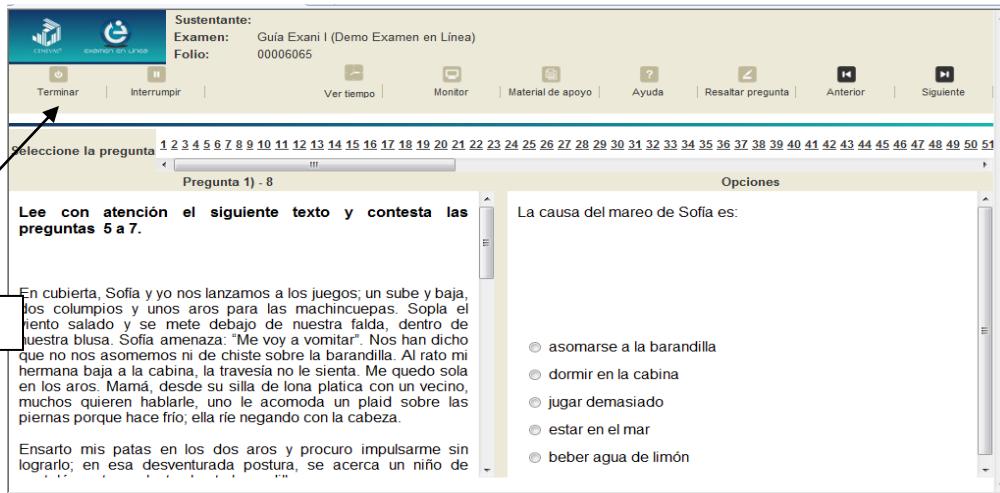 CENEVAL
examen en Línea
Sustentante:
Examen: Guía Exani I (Demo Examen en Línea)
Folio: 00006065
Terminar Interrumpir Ver tiempo Monitor Material de apoyo Ayuda Resaltar pregunta Anterior Siguiente
Seleccione la pregunta 1 2 3 4 5 6 7 8 9 10 11 12 13 14 15 16 17 18 19 20 21 22 23 24 25 26 27 28 29 30 31 32 33 34 35 36 37 38 39 40 41 42 43 44 45 46 47 48 49 50 51
Pregunta 1) - 8
Lee con atención el siguiente texto y contesta las
preguntas 5 a 7.
En cubierta, Sofía y yo nos lanzamos a los juegos; un sube y baja,
dos columpios y unos aros para las machincuepas. Sopla el
viento salado y se mete debajo de nuestra falda, dentro de
nuestra blusa. Sofía amenaza: "Me voy a vomitar". Nos han dicho
que no nos asomemos ni de chiste sobre la barandilla. Al rato mi
hermana baja a la cabina, la travesía no le sienta. Me quedo sola
en los aros. Mamá, desde su silla de lona platica con un vecino,
muchos quieren hablarle, uno le acomoda un plaid sobre las
piernas porque hace frío; ella ríe negando con la cabeza.
Ensarto mis patas en los dos aros y procuro impulsarme sin
lograrlo; en esa desventurada postura, se acerca un niño de
Opciones
La causa del mareo de Sofía es:
asomarse a la barandilla
dormir en la cabina
jugar demasiado
estar en el mar
beber agua de limón